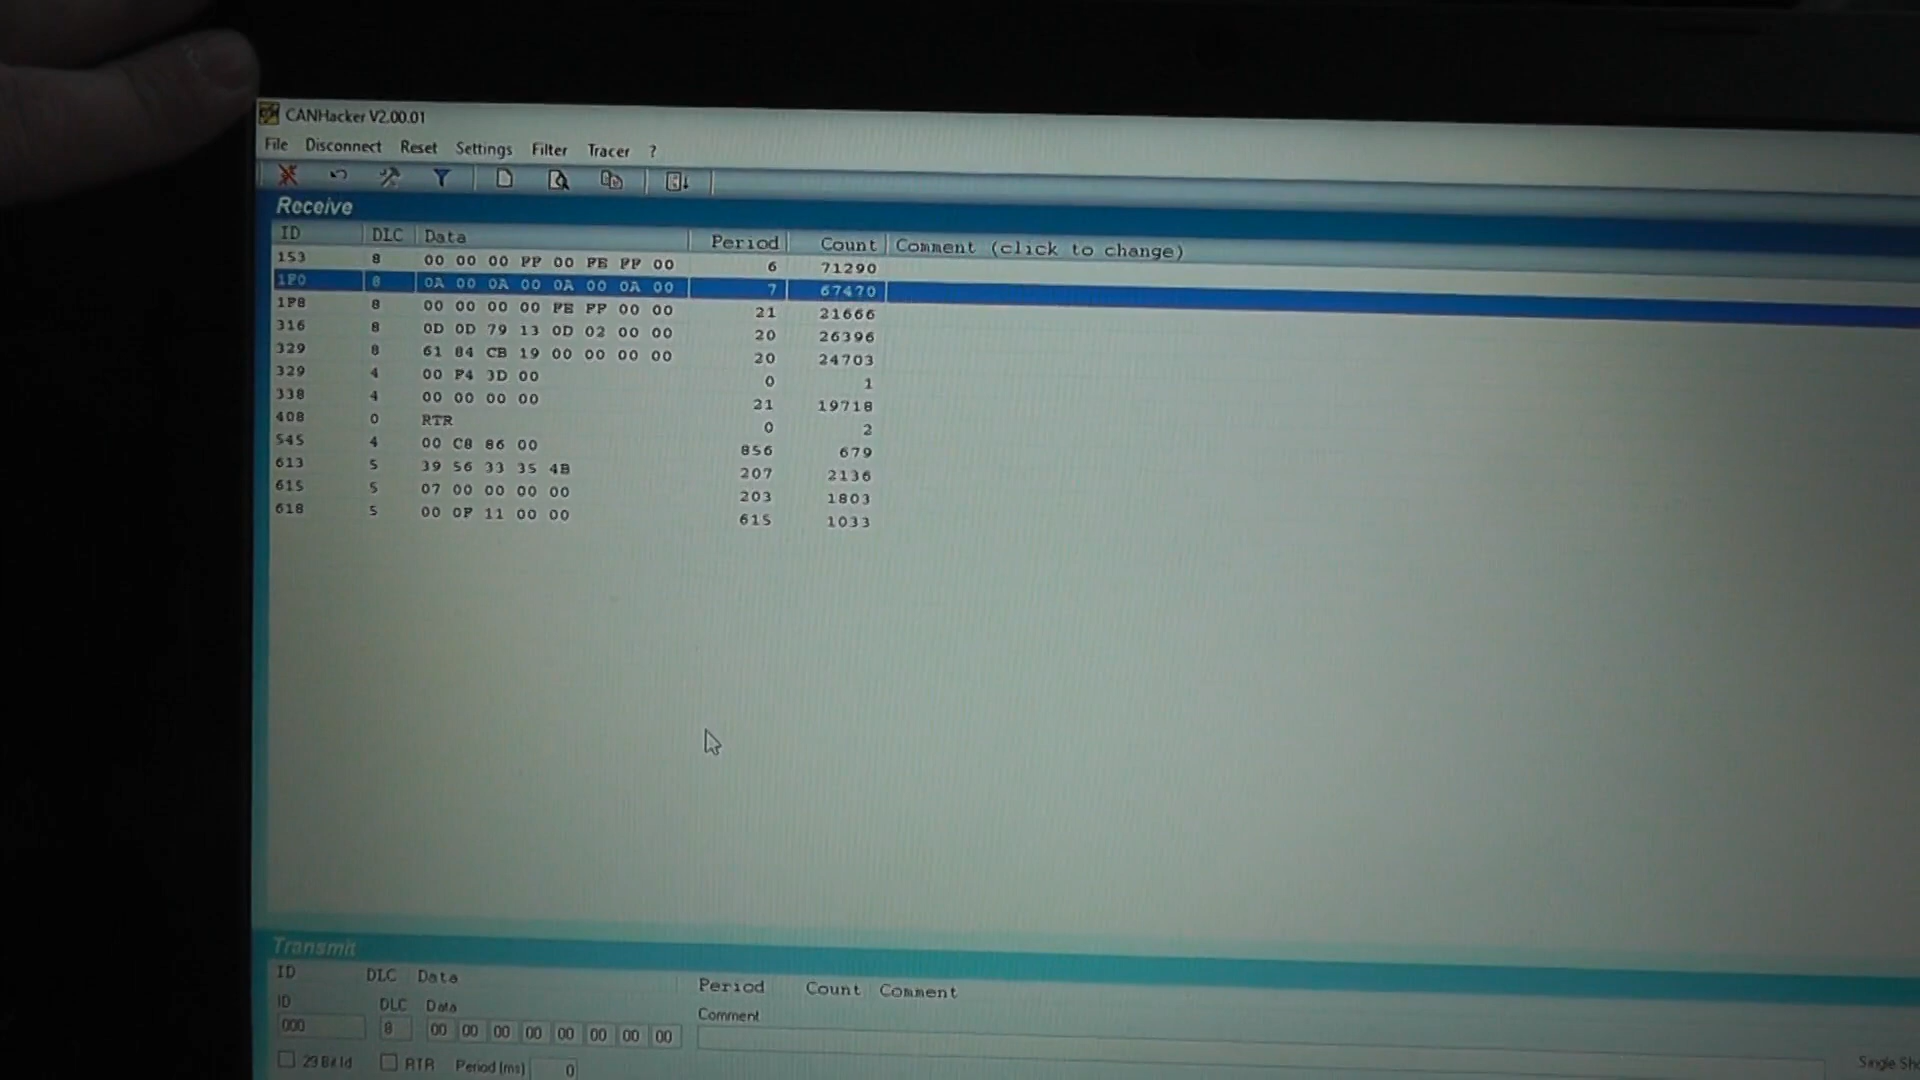 CANHacker V2.00.01
File Disconnect Reset Settings Filter Tracer ?
Receive
ID DLC Data Period Count Comment (click to change)
153 8 00 00 00 FF 00 FE FF 00 6 71290
1F0 8 0A 00 0A 00 0A 00 0A 00 7 67470
1F8 8 00 00 00 00 FE FF 00 00 21 21666
316 8 0D 0D 79 13 0D 02 00 00 20 26396
329 8 61 84 CB 19 00 00 00 00 20 24703
329 4 00 F4 3D 00 0 1
338 4 00 00 00 00 21 19718
408 0 RTR 0 2
545 4 00 C8 86 00 856 679
613 5 39 56 33 35 4B 207 2136
615 5 07 00 00 00 00 203 1803
618 5 00 0F 11 00 00 615 1033
Transmit
ID DLC Data Period Count Comment
ID DLC Data Comment
000 8 00 00 00 00 00 00 00 00
29 Bit Id RTR Period (ms) 0 Single Sh